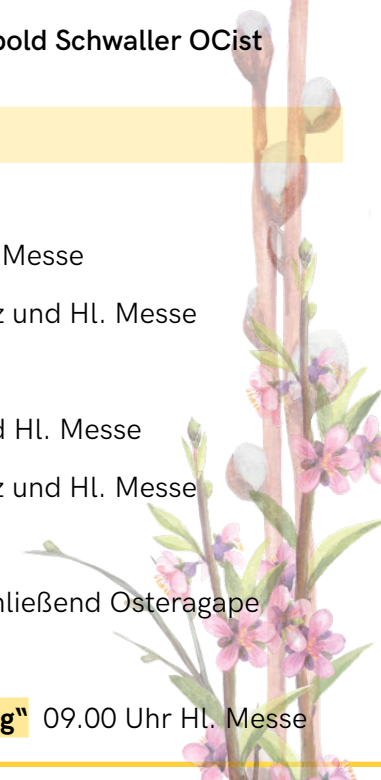 bold Schwaller OCist
Messe
z und Hl. Messe
d Hl. Messe
z und Hl. Messe
hließend Osteragape
g“ 09.00 Uhr Hl. Messe